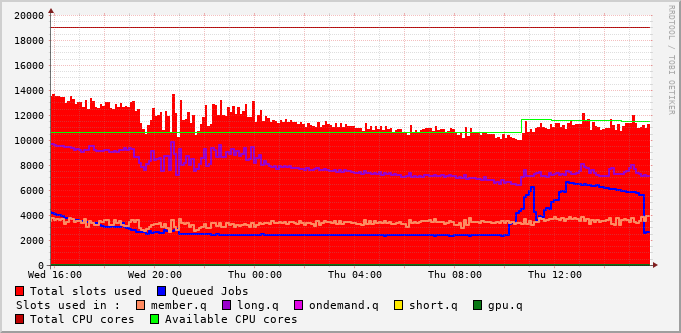 20000
18000
16000
14000
12000
10000
8000
6000
4000
2000
0
Wed 16:00 Wed 20:00 Thu 00:00 Thu 04:00 Thu 08:00 Thu 12:00
Total slots used Queued Jobs
Slots used in : member.q long.q ondemand.q short.q gpu.q
Total CPU cores Available CPU cores
RRDTOOL / TOBI OETIKER